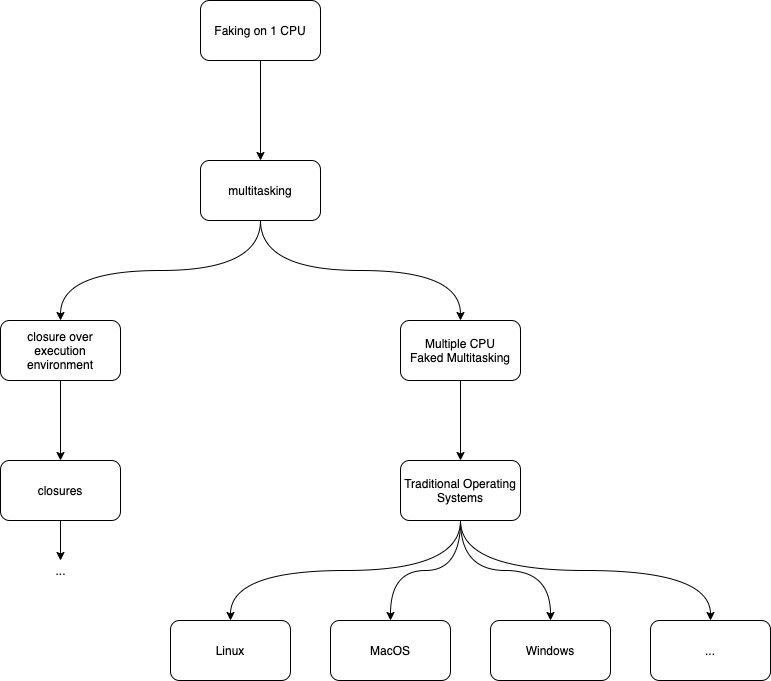 Faking on 1 CPU
multitasking
closure over
execution
environment
Multiple CPU
Faked Multitasking
closures
Traditional Operating
Systems
...
Linux
MacOS
Windows
...